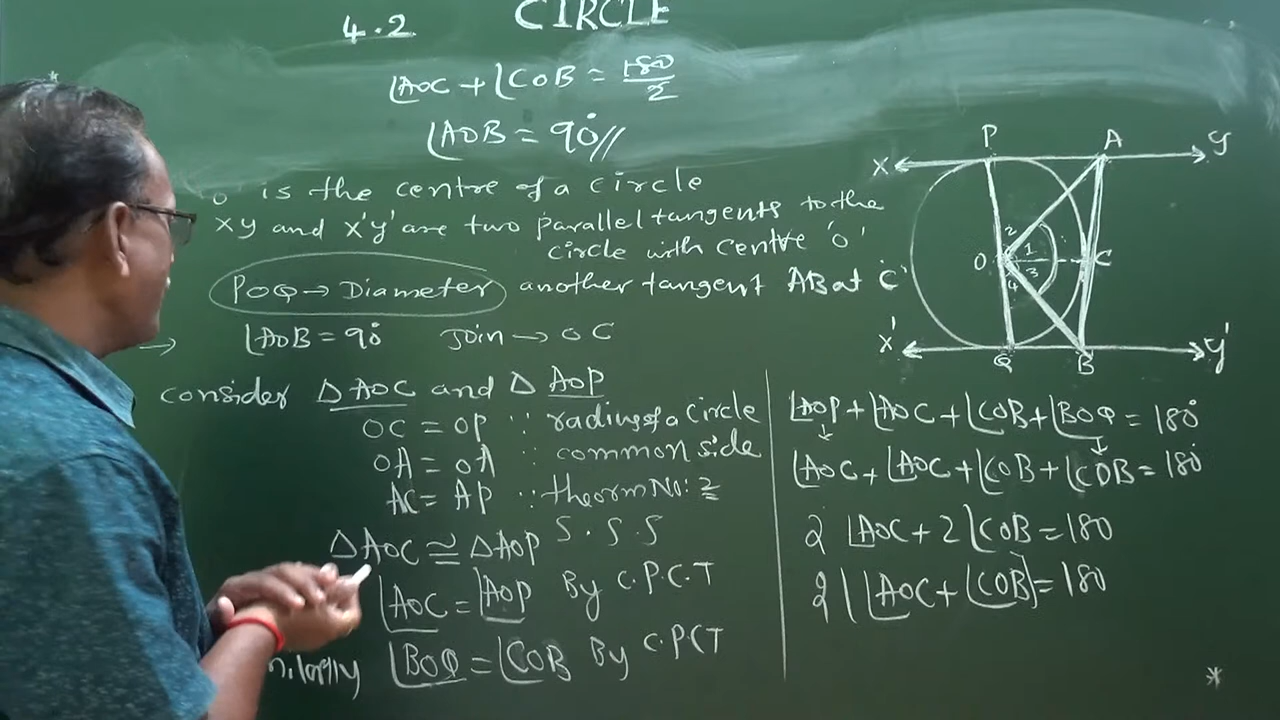 4.2 CIRCLE
∠AOC + ∠COB = 180/2
∠AOB = 90°//
O is the centre of a circle
XY and X'Y' are two parallel tangents to the
circle with centre 'O'
POQ → Diameter another tangent AB at 'C'
→ ∠AOB = 90° Join → OC
consider △ AOC and △ AOP
OC = OP ∵ radius of a circle
OA = OA ∵ common side
AC = AP ∵ theorm No: 2
△AOC ≅ △AOP S.S.S
∠AOC = ∠AOP By C.P.C.T
∠BOQ = ∠COB By C.P.CT
P A y
X
2
O 1 C
3
4
X' Q B y'
∠AOP + ∠AOC + ∠COB + ∠BOQ = 180°
∠AOC + ∠AOC + ∠COB + ∠COB = 180°
2 ∠AOC + 2 ∠COB = 180
2 [∠AOC + ∠COB] = 180